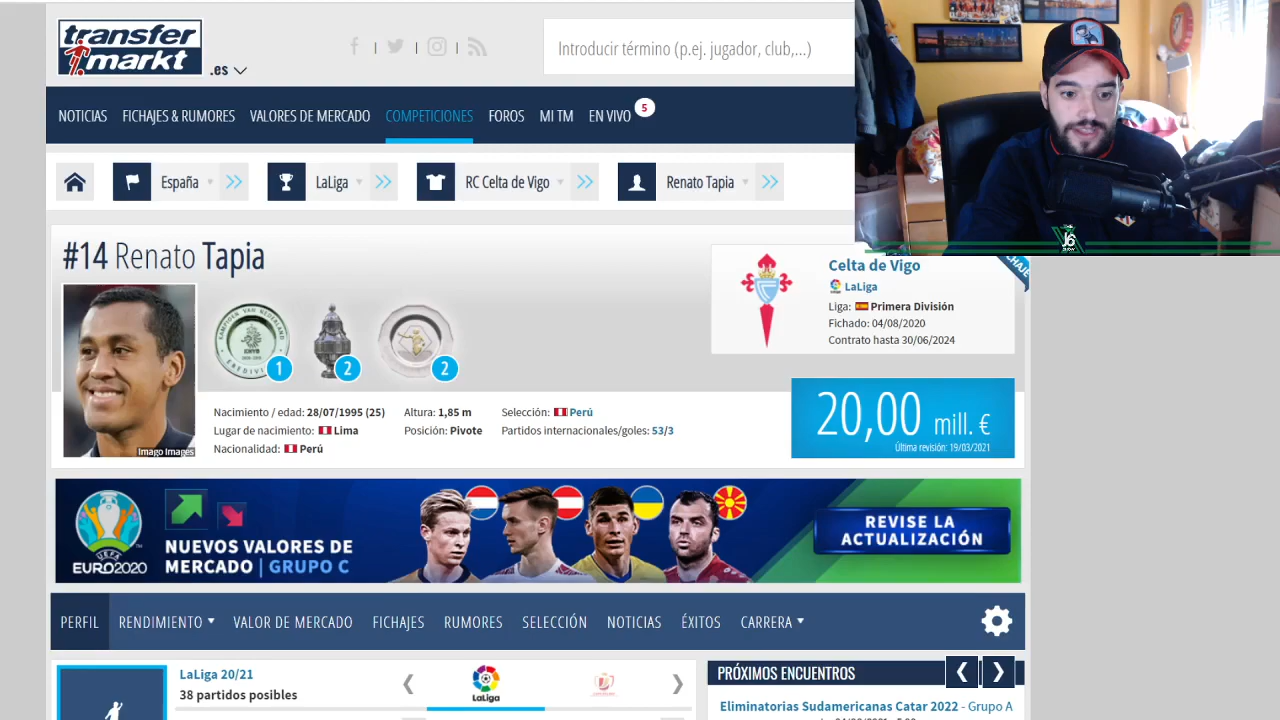 transfer
markt
.es
Introducir término (p.ej. jugador, club,...)
NOTICIAS FICHAJES & RUMORES VALORES DE MERCADO COMPETICIONES FOROS MI TM EN VIVO 5
España LaLiga RC Celta de Vigo Renato Tapia
#14 Renato Tapia
Celta de Vigo
LaLiga
Liga: Primera División
Fichado: 04/08/2020
Contrato hasta 30/06/2024
1 2 2
20,00 mill. €
Última revisión: 19/03/2021
Imago Images
Nacimiento / edad: 28/07/1995 (25)
Lugar de nacimiento: Lima
Nacionalidad: Perú
Altura: 1,85 m
Posición: Pivote
Selección: Perú
Partidos internacionales/goles: 53/3
UEFA
EURO2020
NUEVOS VALORES DE
MERCADO | GRUPO C
REVISE LA
ACTUALIZACIÓN
PERFIL RENDIMIENTO VALOR DE MERCADO FICHAJES RUMORES SELECCIÓN NOTICIAS ÉXITOS CARRERA
LaLiga 20/21
38 partidos posibles
LaLiga
PRÓXIMOS ENCUENTROS
Eliminatorias Sudamericanas Catar 2022 - Grupo A